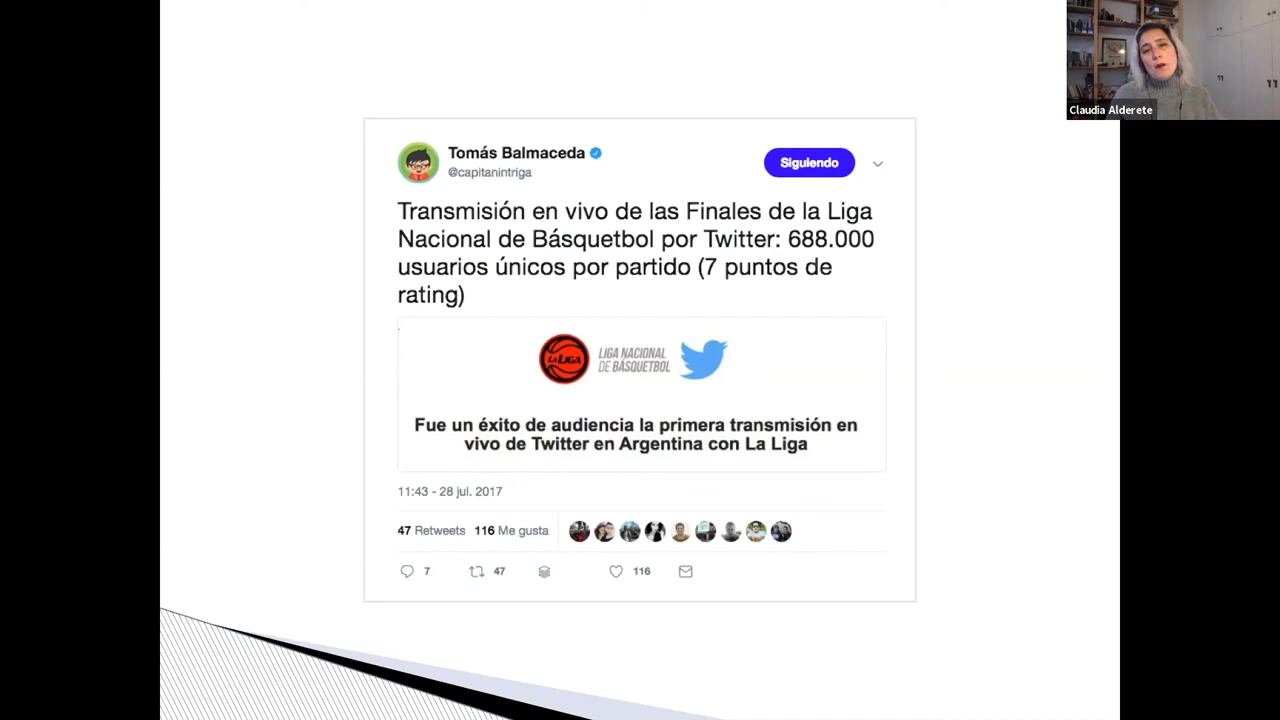 Claudia Alderete
Tomás Balmaceda
@capitanintriga
Siguiendo
Transmisión en vivo de las Finales de la Liga
Nacional de Básquetbol por Twitter: 688.000
usuarios únicos por partido (7 puntos de
rating)
LA LIGA
LIGA NACIONAL
DE BÁSQUETBOL
Fue un éxito de audiencia la primera transmisión en
vivo de Twitter en Argentina con La Liga
11:43 - 28 jul. 2017
47 Retweets 116 Me gusta
7 47 116